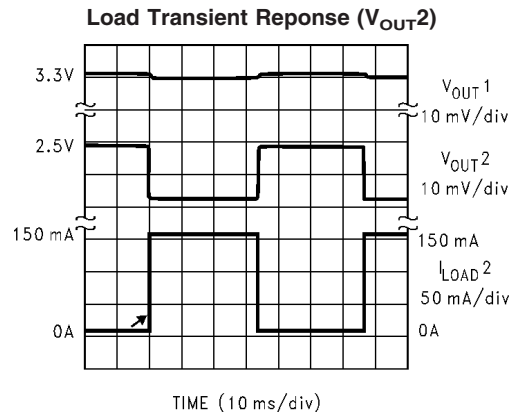 Load Transient Reponse (VOUT2)
3.3V
VOUT1
10 mV/div
2.5V
VOUT2
10 mV/div
150 mA
150 mA
ILOAD2
50 mA/div
0A
0A
TIME (10 ms/div)